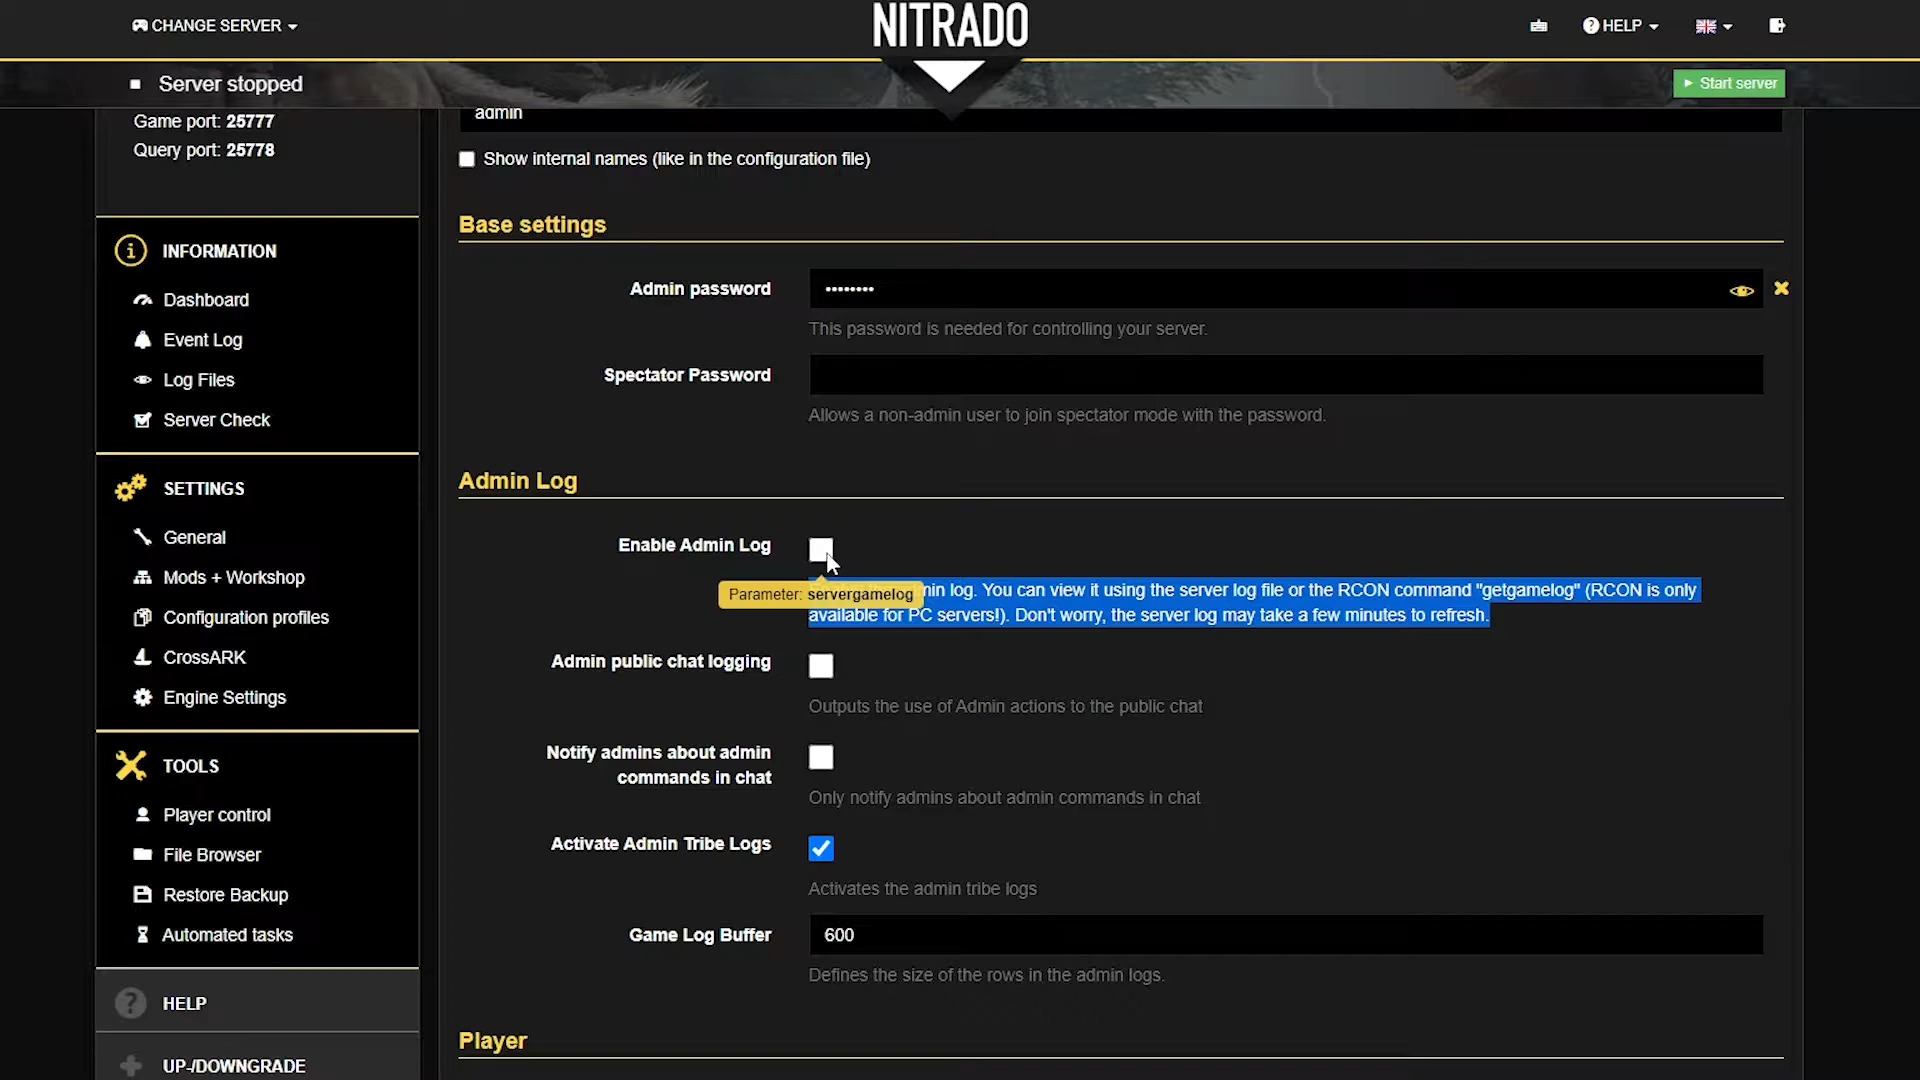 CHANGE SERVER
NITRADO
HELP
Server stopped
Start server
Game port: 25777
Query port: 25778
INFORMATION
Dashboard
Event Log
Log Files
Server Check
SETTINGS
General
Mods + Workshop
Configuration profiles
CrossARK
Engine Settings
TOOLS
Player control
File Browser
Restore Backup
Automated tasks
HELP
UP-/DOWNGRADE
admin
Show internal names (like in the configuration file)
Base settings
Admin password
••••••••
This password is needed for controlling your server.
Spectator Password
Allows a non-admin user to join spectator mode with the password.
Admin Log
Enable Admin Log
Parameter: servergamelog
log. You can view it using the server log file or the RCON command "getgamelog" (RCON is only
available for PC servers!). Don't worry, the server log may take a few minutes to refresh.
Admin public chat logging
Outputs the use of Admin actions to the public chat
Notify admins about admin
commands in chat
Only notify admins about admin commands in chat
Activate Admin Tribe Logs
Activates the admin tribe logs
Game Log Buffer
600
Defines the size of the rows in the admin logs.
Player